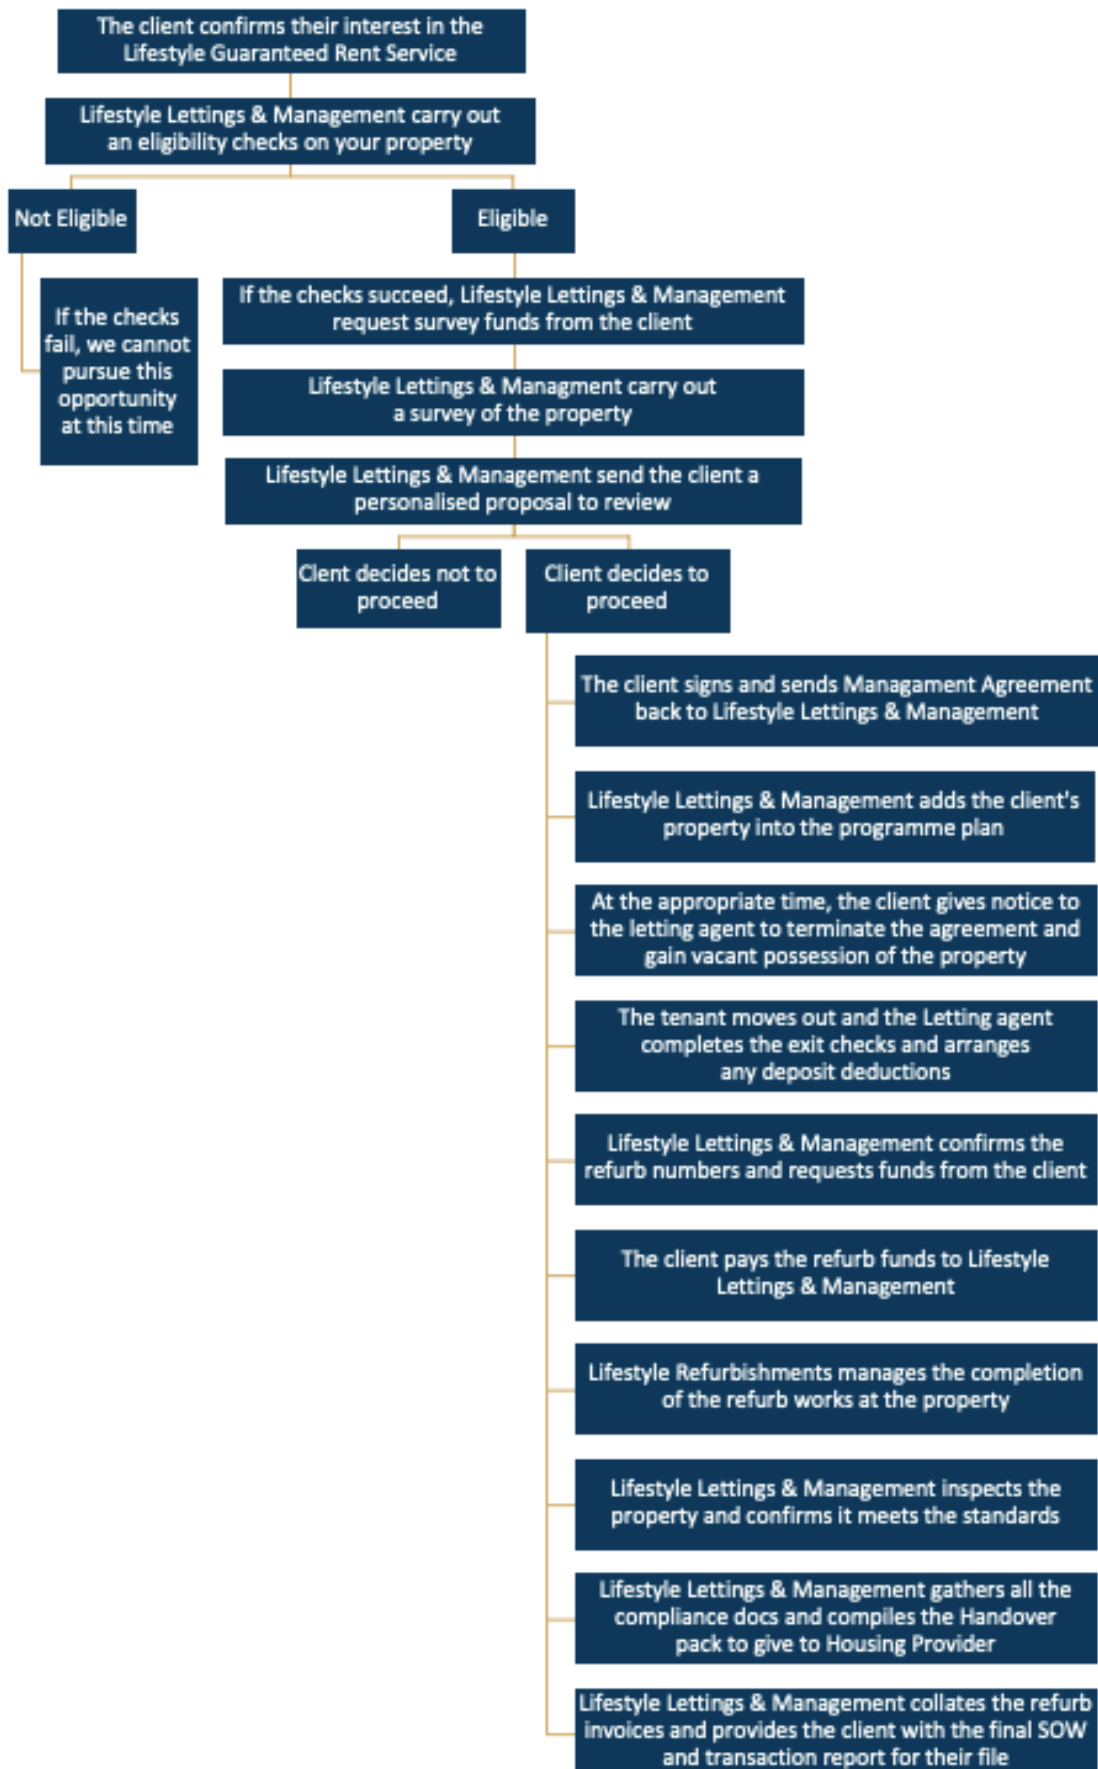 The client confirms their interest in the
Lifestyle Guaranteed Rent Service
Lifestyle Lettings & Management carry out
an eligibility checks on your property
Not Eligible
Eligible
If the checks
fail, we cannot
pursue this
opportunity
at this time
If the checks succeed, Lifestyle Lettings & Management
request survey funds from the client
Lifestyle Lettings & Managment carry out
a survey of the property
Lifestyle Lettings & Management send the client a
personalised proposal to review
Clent decides not to
proceed
Client decides to
proceed
The client signs and sends Managament Agreement
back to Lifestyle Lettings & Management
Lifestyle Lettings & Management adds the client's
property into the programme plan
At the appropriate time, the client gives notice to
the letting agent to terminate the agreement and
gain vacant possession of the property
The tenant moves out and the Letting agent
completes the exit checks and arranges
any deposit deductions
Lifestyle Lettings & Management confirms the
refurb numbers and requests funds from the client
The client pays the refurb funds to Lifestyle
Lettings & Management
Lifestyle Refurbishments manages the completion
of the refurb works at the property
Lifestyle Lettings & Management inspects the
property and confirms it meets the standards
Lifestyle Lettings & Management gathers all the
compliance docs and compiles the Handover
pack to give to Housing Provider
Lifestyle Lettings & Management collates the refurb
invoices and provides the client with the final SOW
and transaction report for their file